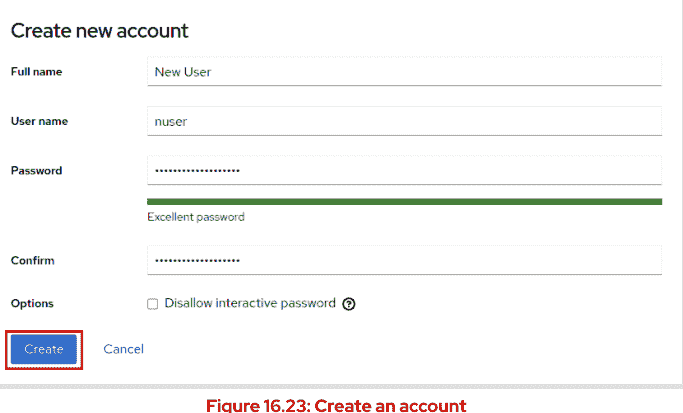 Create new account
Full name New User
User name nuser
Password •••••••••••••••••••
Excellent password
Confirm •••••••••••••••••••
Options Disallow interactive password ?
Create Cancel
Figure 16.23: Create an account